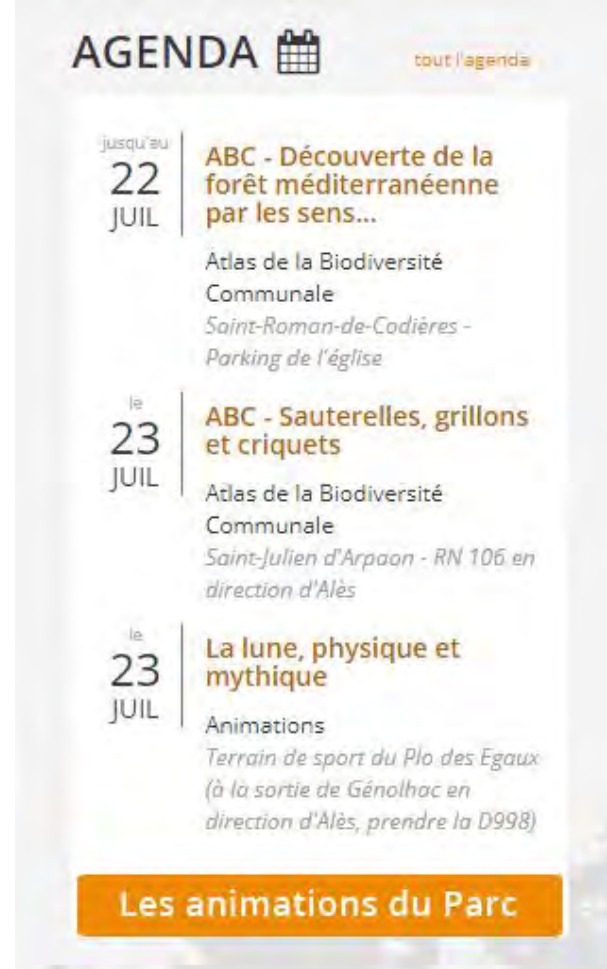 AGENDA
tout l'agenda
jusqu'au
22
JUIL
ABC - Découverte de la
forêt méditerranéenne
par les sens...
Atlas de la Biodiversité
Communale
Saint-Roman-de-Codières -
Parking de l'église
le
23
JUIL
ABC - Sauterelles, grillons
et criquets
Atlas de la Biodiversité
Communale
Saint-Julien d'Arpaon - RN 106 en
direction d'Alès
le
23
JUIL
La lune, physique et
mythique
Animations
Terrain de sport du Plo des Egaux
(à la sortie de Génolhac en
direction d'Alès, prendre la D998)
Les animations du Parc